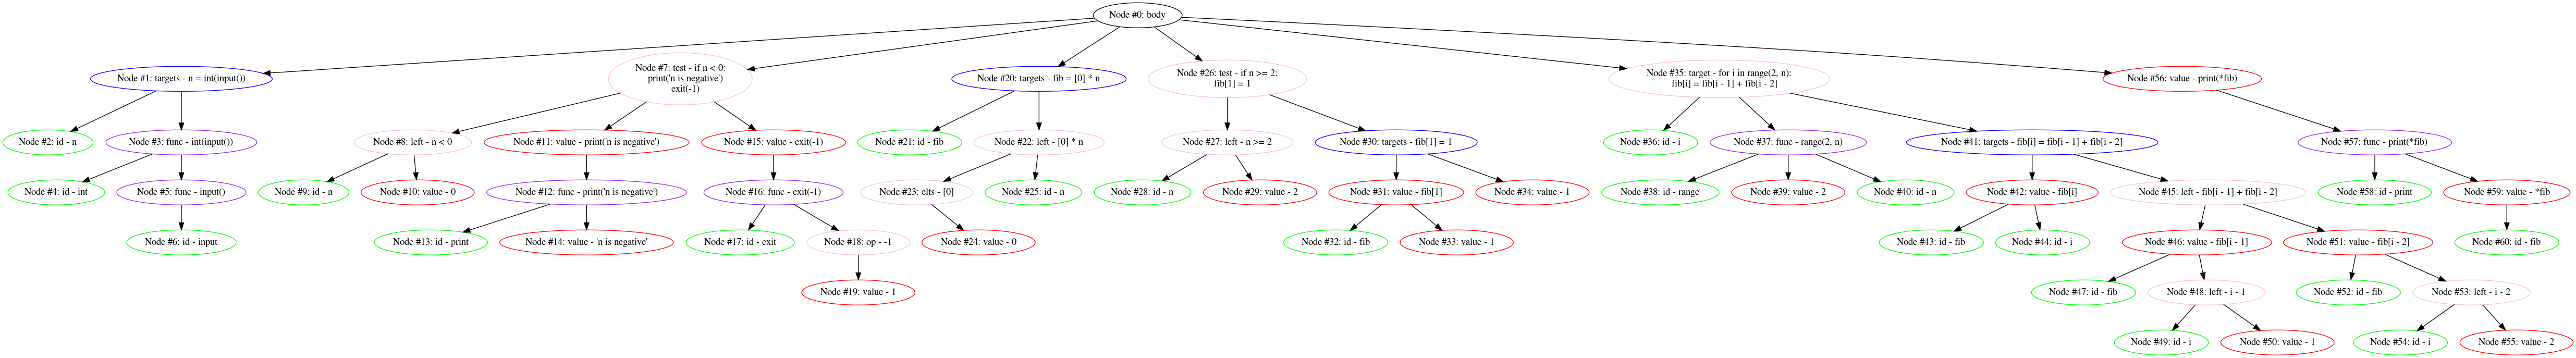 Node #0: body
Node #1: targets - n = int(input())
Node #7: test - if n < 0:
print('n is negative')
exit(-1)
Node #20: targets - fib = [0] * n
Node #26: test - if n >= 2:
fib[1] = 1
Node #35: target - for i in range(2, n):
fib[i] = fib[i - 1] + fib[i - 2]
Node #56: value - print(*fib)
Node #2: id - n
Node #3: func - int(input())
Node #8: left - n < 0
Node #11: value - print('n is negative')
Node #15: value - exit(-1)
Node #21: id - fib
Node #22: left - [0] * n
Node #27: left - n >= 2
Node #30: targets - fib[1] = 1
Node #36: id - i
Node #37: func - range(2, n)
Node #41: targets - fib[i] = fib[i - 1] + fib[i - 2]
Node #57: func - print(*fib)
Node #4: id - int
Node #5: func - input()
Node #9: id - n
Node #10: value - 0
Node #12: func - print('n is negative')
Node #16: func - exit(-1)
Node #23: elts - [0]
Node #25: id - n
Node #28: id - n
Node #29: value - 2
Node #31: value - fib[1]
Node #34: value - 1
Node #38: id - range
Node #39: value - 2
Node #40: id - n
Node #42: value - fib[i]
Node #45: left - fib[i - 1] + fib[i - 2]
Node #58: id - print
Node #59: value - *fib
Node #6: id - input
Node #13: id - print
Node #14: value - 'n is negative'
Node #17: id - exit
Node #18: op - -1
Node #24: value - 0
Node #32: id - fib
Node #33: value - 1
Node #43: id - fib
Node #44: id - i
Node #46: value - fib[i - 1]
Node #51: value - fib[i - 2]
Node #60: id - fib
Node #19: value - 1
Node #47: id - fib
Node #48: left - i - 1
Node #52: id - fib
Node #53: left - i - 2
Node #49: id - i
Node #50: value - 1
Node #54: id - i
Node #55: value - 2